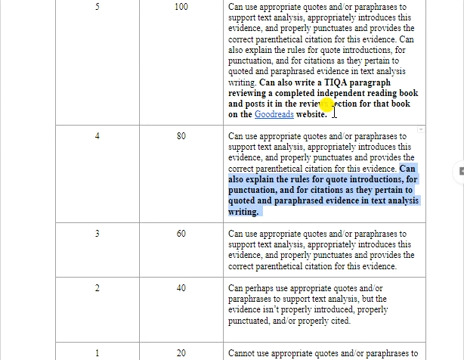 5 100 Can use appropriate quotes and/or paraphrases to
support text analysis, appropriately introduces this
evidence, and properly punctuates and provides the
correct parenthetical citation for this evidence. Can
also explain the rules for quote introductions, for
punctuation, and for citations as they pertain to
quoted and paraphrased evidence in text analysis
writing. Can also write a TIQA paragraph
reviewing a completed independent reading book
and posts it in the review section for that book
on the Goodreads website.
4 80 Can use appropriate quotes and/or paraphrases to
support text analysis, appropriately introduces this
evidence, and properly punctuates and provides the
correct parenthetical citation for this evidence. Can
also explain the rules for quote introductions, for
punctuation, and for citations as they pertain to
quoted and paraphrased evidence in text analysis
writing.
3 60 Can use appropriate quotes and/or paraphrases to
support text analysis, appropriately introduces this
evidence, and properly punctuates and provides the
correct parenthetical citation for this evidence.
2 40 Can perhaps use appropriate quotes and/or
paraphrases to support text analysis, but the
evidence isn't properly introduced, properly
punctuated, and/or properly cited.
1 20 Cannot use appropriate quotes and/or paraphrases to